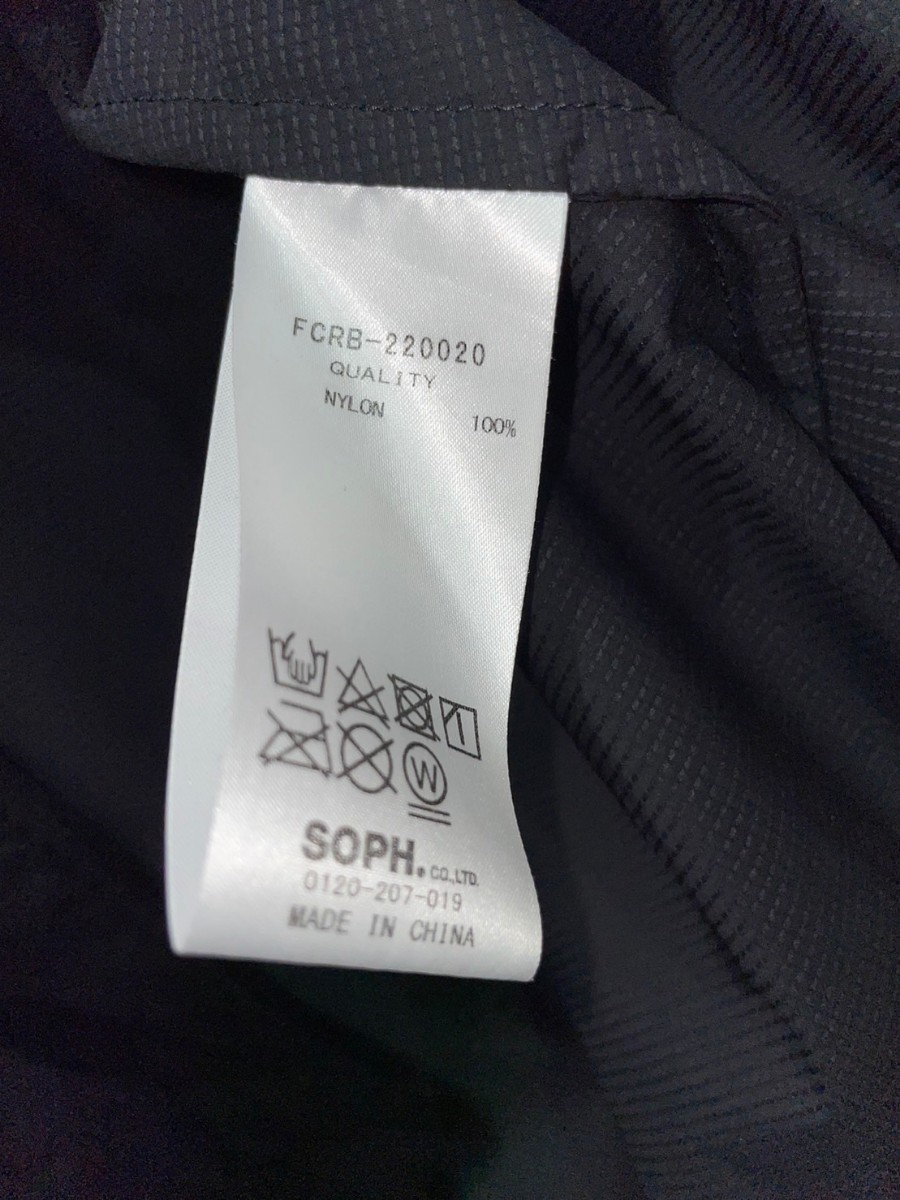 FCRB-220020
QUALITY
NYLON 100%
W
SOPH.CO.,LTD.
0120-207-019
MADE IN CHINA